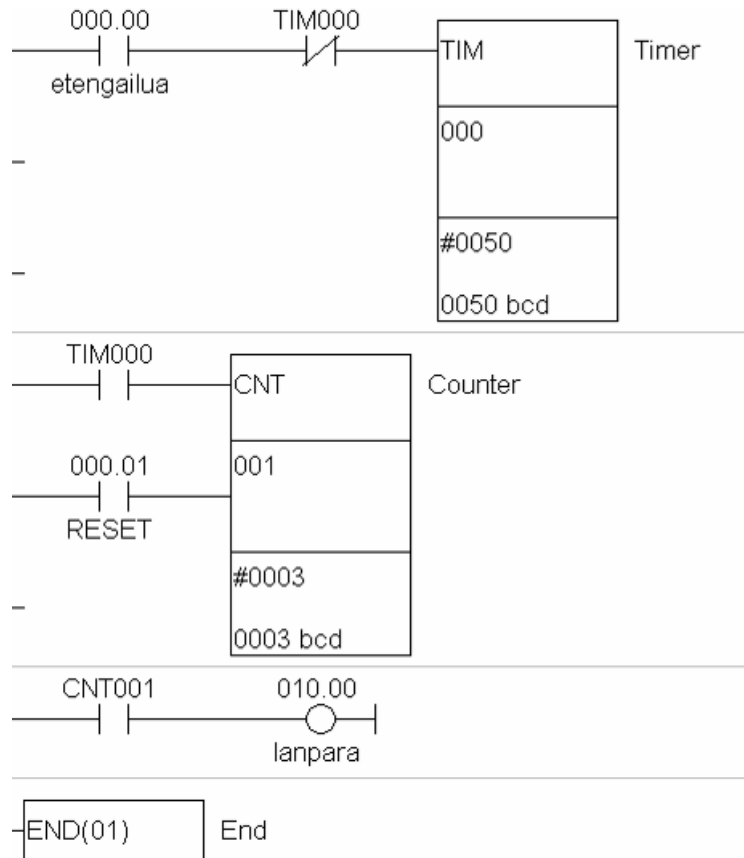 000.00 TIM000
TIM Timer
etengailua
000
#0050
0050 bcd
TIM000
CNT Counter
000.01
001
RESET
#0003
0003 bcd
CNT001 010.00
lanpara
END(01) End